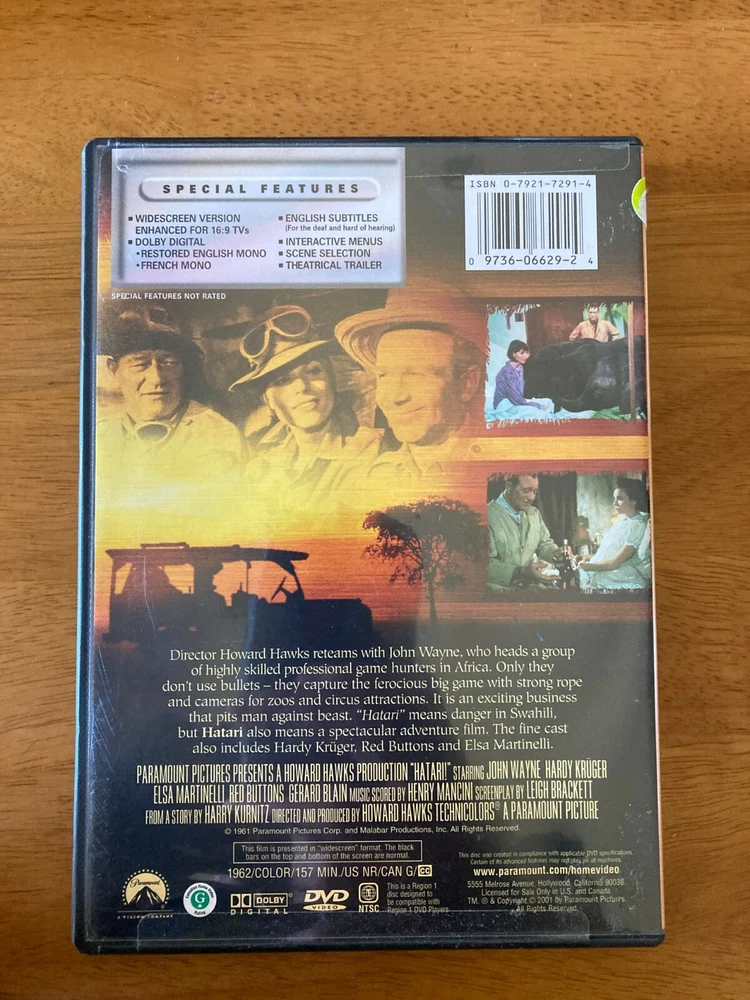 SPECIAL FEATURES
▪ WIDESCREEN VERSION
ENHANCED FOR 16:9 TVs
▪ DOLBY DIGITAL
•RESTORED ENGLISH MONO
•FRENCH MONO
▪ ENGLISH SUBTITLES
(For the deaf and hard of hearing)
▪ INTERACTIVE MENUS
▪ SCENE SELECTION
▪ THEATRICAL TRAILER
SPECIAL FEATURES NOT RATED
ISBN 0-7921-7291-4
0 9736-06629-2 4
Director Howard Hawks reteams with John Wayne, who heads a group
of highly skilled professional game hunters in Africa. Only they
don't use bullets – they capture the ferocious big game with strong rope
and cameras for zoos and circus attractions. It is an exciting business
that pits man against beast. "Hatari" means danger in Swahili,
but Hatari also means a spectacular adventure film. The fine cast
also includes Hardy Krüger, Red Buttons and Elsa Martinelli.
PARAMOUNT PICTURES PRESENTS A HOWARD HAWKS PRODUCTION "HATARI!" STARRING JOHN WAYNE HARDY KRÜGER
ELSA MARTINELLI RED BUTTONS GERARD BLAIN MUSIC SCORED BY HENRY MANCINI SCREENPLAY BY LEIGH BRACKETT
FROM A STORY BY HARRY KURNITZ DIRECTED AND PRODUCED BY HOWARD HAWKS TECHNICOLORS® A PARAMOUNT PICTURE
© 1961 Paramount Pictures Corp. and Malabar Productions, Inc. All Rights Reserved.
This film is presented in "widescreen" format. The black
bars on the top and bottom of the screen are normal.
1962/COLOR/157 MIN./US NR/CAN G/CC
This disc was created in compliance with applicable DVD specifications.
Certain of its advanced features may not play on all machines.
www.paramount.com/homevideo
5555 Melrose Avenue, Hollywood, California 90038
Licensed for Sale Only in U.S. and Canada.
TM, ® & Copyright © 2001 by Paramount Pictures.
All Rights Reserved.
Paramount
A VIACOM COMPANY
G
DOLBY
DIGITAL
DVD
VIDEO
NTSC
This is a Region 1
disc designed to
be compatible with
Region 1 DVD Players